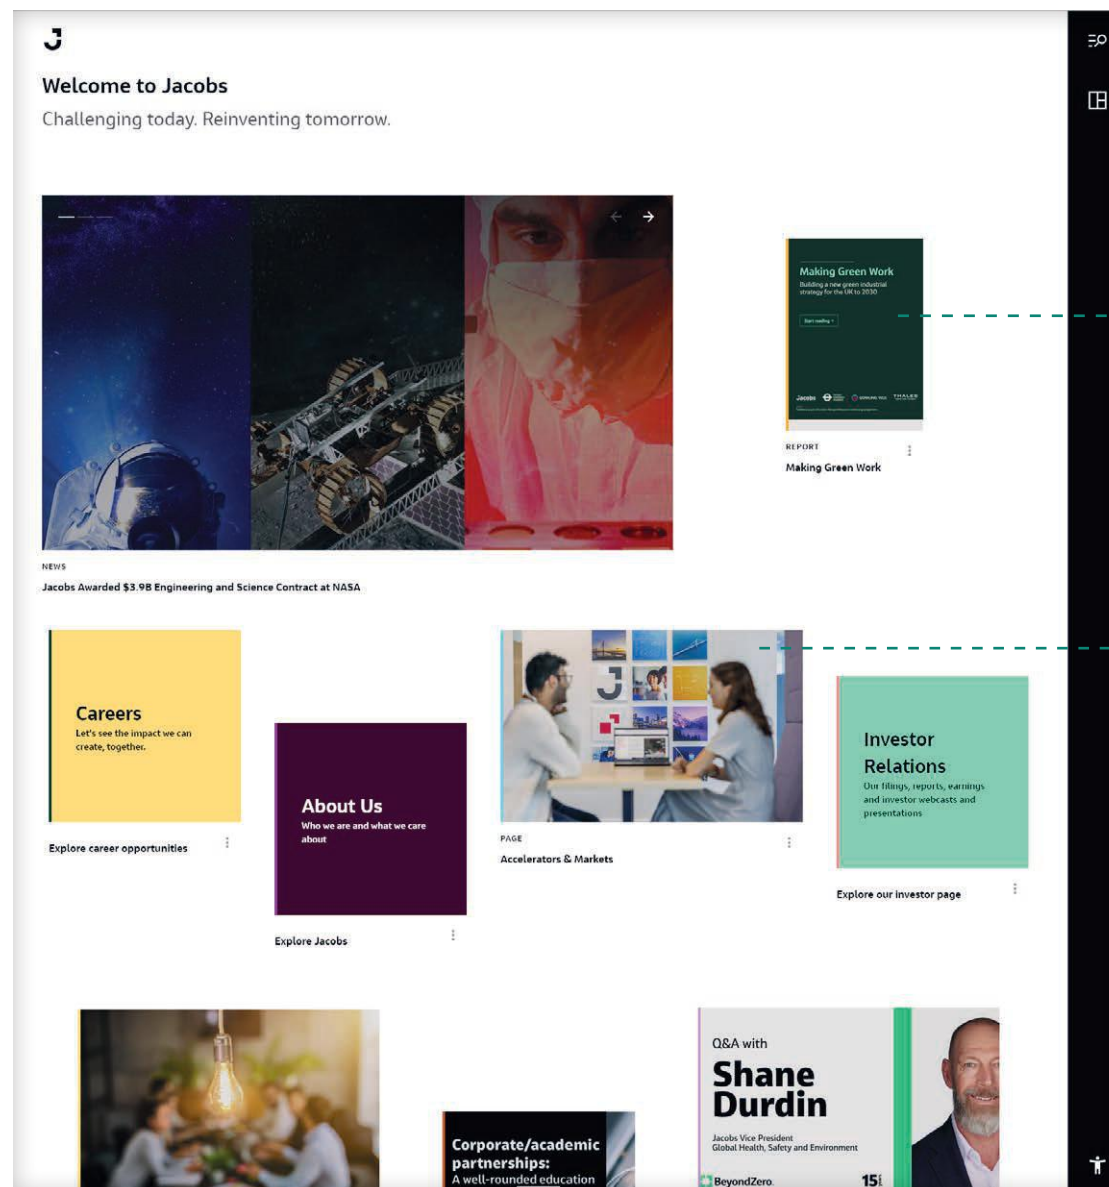 Welcome to Jacobs
Challenging today. Reinventing tomorrow.
Making Green Work
Building a new green industrial
strategy for the UK to 2030
Start reading
Jacobs
THALES
REPORT
Making Green Work
NEWS
Jacobs Awarded $3.9B Engineering and Science Contract at NASA
Careers
Let's see the impact we can
create, together.
Explore career opportunities
About Us
Who we are and what we care
about
Explore Jacobs
PAGE
Accelerators & Markets
Investor
Relations
Our filings, reports, earnings
and investor webcasts and
presentations
Explore our investor page
Corporate/academic
partnerships:
A well-rounded education
Q&A with
Shane
Durdin
Jacobs Vice President
Global Health, Safety and Environment
BeyondZero.
15